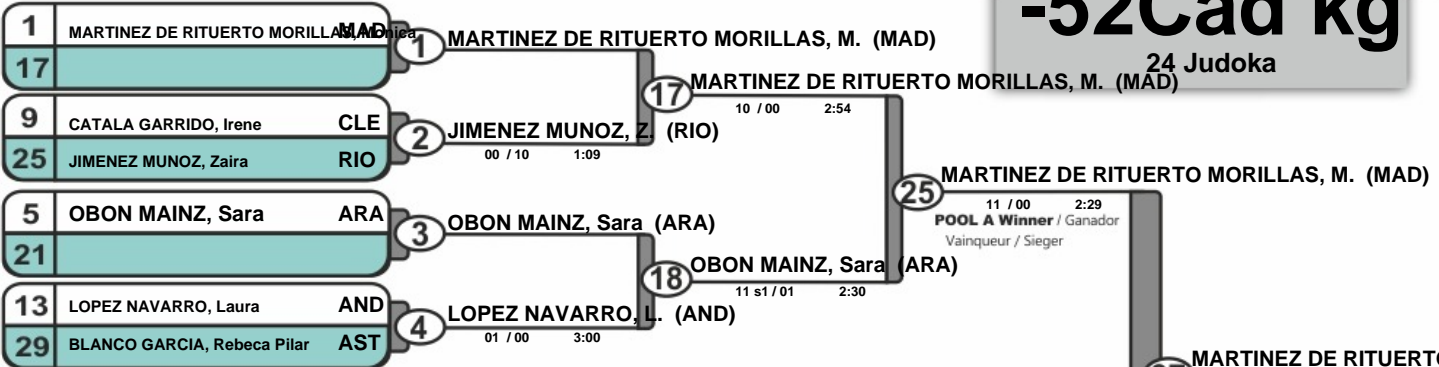 -52Cad kg
24 Judoka
1 MARTINEZ DE RITUERTO MORILLAS, Monica MAD
17
1 MARTINEZ DE RITUERTO MORILLAS, M. (MAD)
17 MARTINEZ DE RITUERTO MORILLAS, M. (MAD)
10 / 00 2:54
9 CATALA GARRIDO, Irene CLE
25 JIMENEZ MUNOZ, Zaira RIO
2 JIMENEZ MUNOZ, Z. (RIO)
00 / 10 1:09
25 MARTINEZ DE RITUERTO MORILLAS, M. (MAD)
11 / 00 2:29
POOL A Winner / Ganador
Vainqueur / Sieger
5 OBON MAINZ, Sara ARA
21
3 OBON MAINZ, Sara (ARA)
18 OBON MAINZ, Sara (ARA)
11 s1 / 01 2:30
13 LOPEZ NAVARRO, Laura AND
29 BLANCO GARCIA, Rebeca Pilar AST
4 LOPEZ NAVARRO, L. (AND)
01 / 00 3:00
MARTINEZ DE RITUERTO